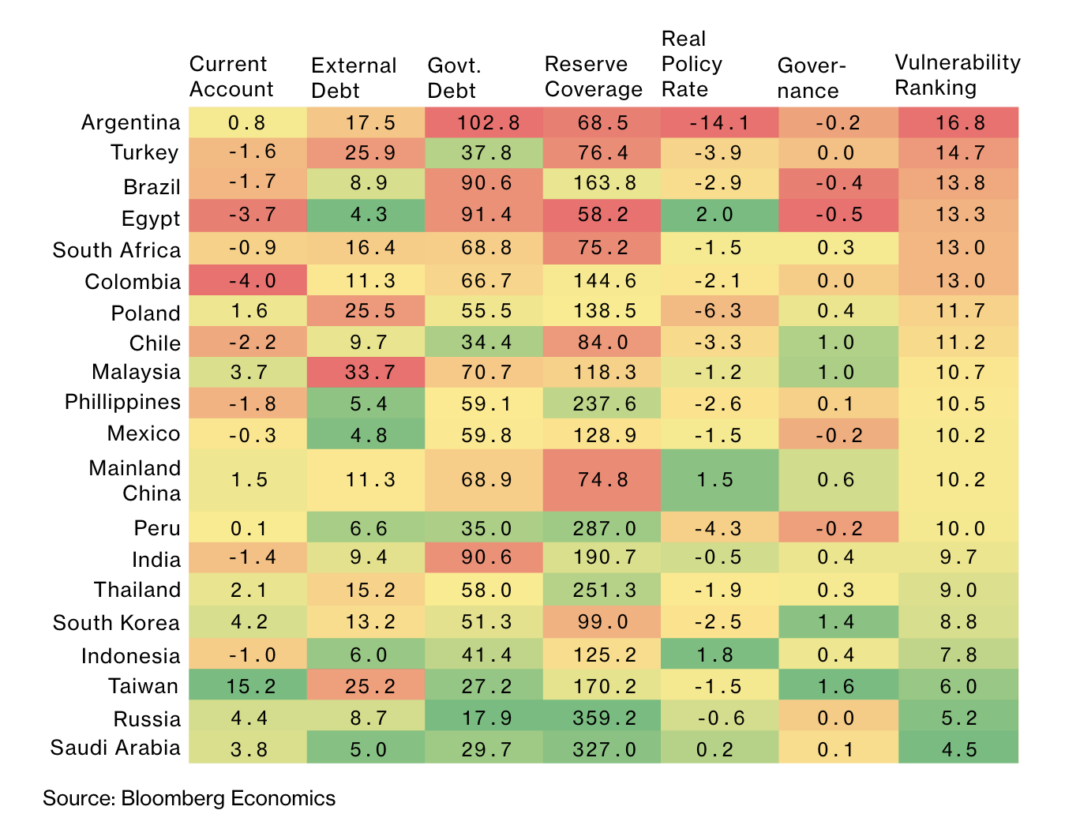 Current Account External Debt Govt. Debt Reserve Coverage Real Policy Rate Gover-nance Vulnerability Ranking
Argentina 0.8 17.5 102.8 68.5 -14.1 -0.2 16.8
Turkey -1.6 25.9 37.8 76.4 -3.9 0.0 14.7
Brazil -1.7 8.9 90.6 163.8 -2.9 -0.4 13.8
Egypt -3.7 4.3 91.4 58.2 2.0 -0.5 13.3
South Africa -0.9 16.4 68.8 75.2 -1.5 0.3 13.0
Colombia -4.0 11.3 66.7 144.6 -2.1 0.0 13.0
Poland 1.6 25.5 55.5 138.5 -6.3 0.4 11.7
Chile -2.2 9.7 34.4 84.0 -3.3 1.0 11.2
Malaysia 3.7 33.7 70.7 118.3 -1.2 1.0 10.7
Phillippines -1.8 5.4 59.1 237.6 -2.6 0.1 10.5
Mexico -0.3 4.8 59.8 128.9 -1.5 -0.2 10.2
Mainland China 1.5 11.3 68.9 74.8 1.5 0.6 10.2
Peru 0.1 6.6 35.0 287.0 -4.3 -0.2 10.0
India -1.4 9.4 90.6 190.7 -0.5 0.4 9.7
Thailand 2.1 15.2 58.0 251.3 -1.9 0.3 9.0
South Korea 4.2 13.2 51.3 99.0 -2.5 1.4 8.8
Indonesia -1.0 6.0 41.4 125.2 1.8 0.4 7.8
Taiwan 15.2 25.2 27.2 170.2 -1.5 1.6 6.0
Russia 4.4 8.7 17.9 359.2 -0.6 0.0 5.2
Saudi Arabia 3.8 5.0 29.7 327.0 0.2 0.1 4.5
Source: Bloomberg Economics